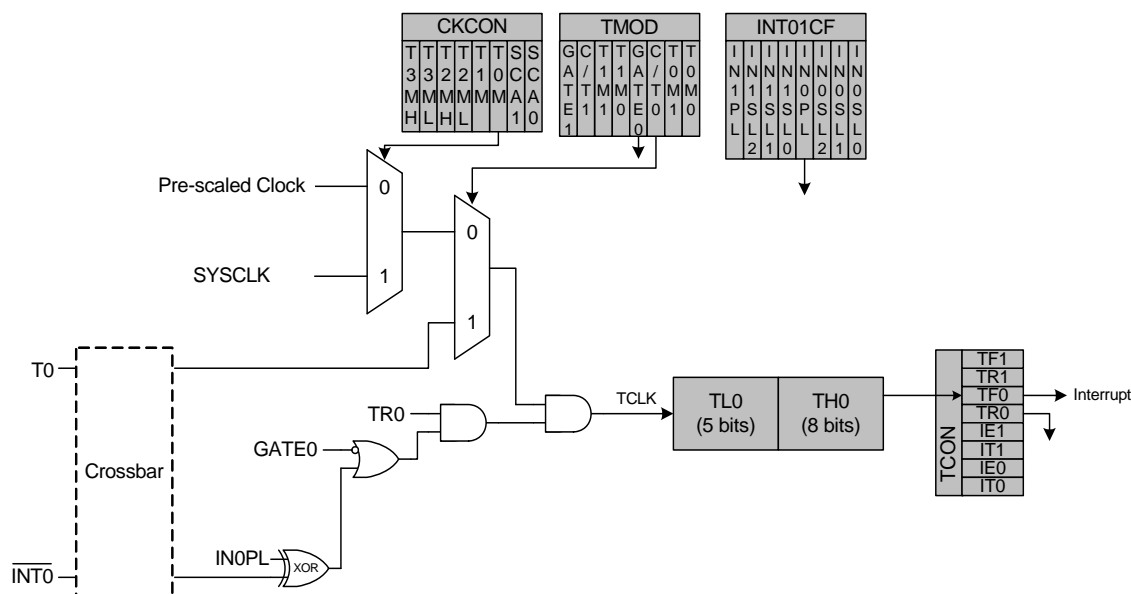 CKCON
T3MH
T3ML
T2MH
T2ML
T1M
T0M
SCA1
SCA0
TMOD
GATE1
C/T1
T1M1
T1M0
GATE0
C/T0
T0M1
T0M0
INT01CF
IN1PL
IN1SL2
IN1SL1
IN1SL0
IN0PL
IN0SL2
IN0SL1
IN0SL0
Pre-scaled Clock
0
SYSCLK
1
0
1
T0
Crossbar
INT0
TR0
GATE0
IN0PL
XOR
TCLK
TL0
(5 bits)
TH0
(8 bits)
TCON
TF1
TR1
TF0
TR0
IE1
IT1
IE0
IT0
Interrupt